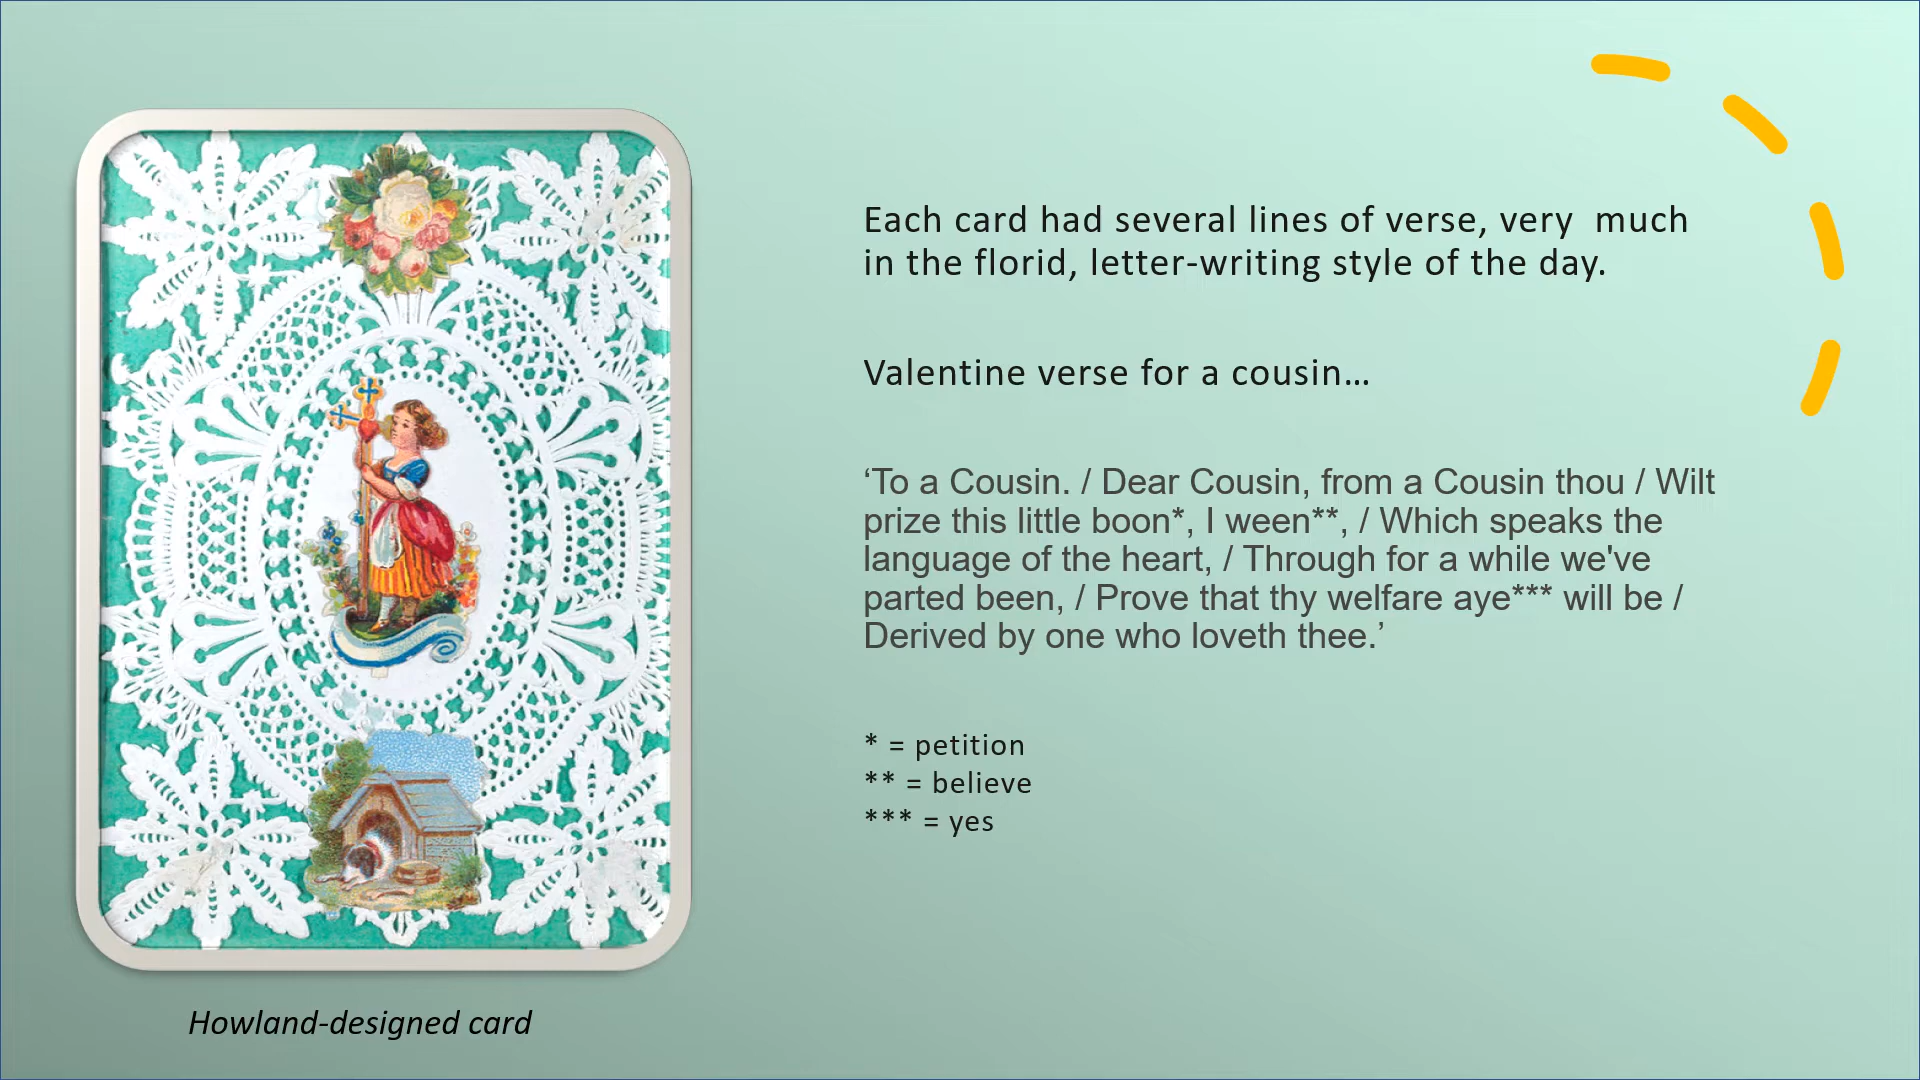 Each card had several lines of verse, very  much
in the florid, letter-writing style of the day.
Valentine verse for a cousin…
‘To a Cousin. / Dear Cousin, from a Cousin thou / Wilt
prize this little boon*, I ween**, / Which speaks the
language of the heart, / Through for a while we've
parted been, / Prove that thy welfare aye*** will be /
Derived by one who loveth thee.’
* = petition
** = believe
*** = yes
Howland-designed card